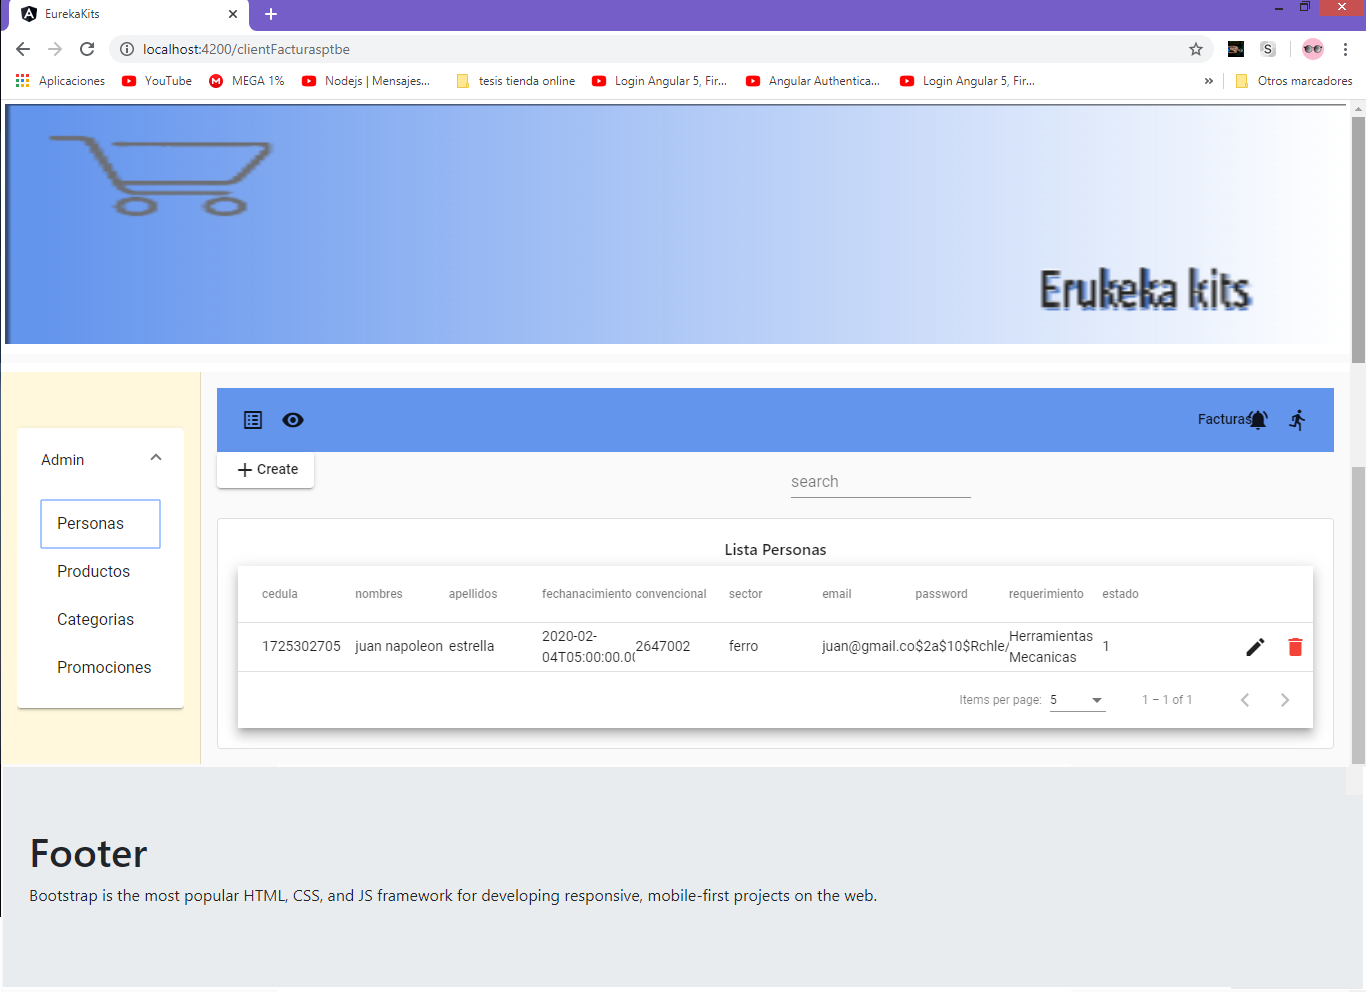 EurekaKits
localhost:4200/clientFacturasptbe
Aplicaciones YouTube MEGA 1% Nodejs | Mensajes... tesis tienda online Login Angular 5, Fir... Angular Authentica... Login Angular 5, Fir... » Otros marcadores
Erukeka kits
Facturas
Admin
Personas
Productos
Categorias
Promociones
Create
search
Lista Personas
cedula nombres apellidos fechanacimiento convencional sector email password requerimiento estado
1725302705 juan napoleon estrella 2020-02-04T05:00:00.00 2647002 ferro juan@gmail.co $2a$10$Rchle/ Herramientas Mecanicas 1
Items per page: 5 1 – 1 of 1
Footer
Bootstrap is the most popular HTML, CSS, and JS framework for developing responsive, mobile-first projects on the web.